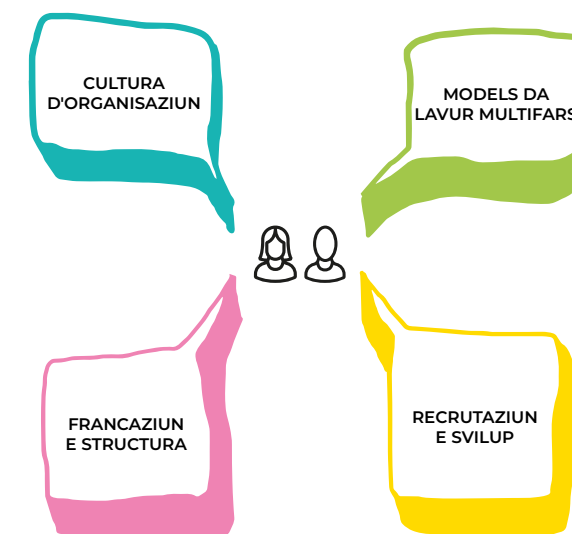 CULTURA
D'ORGANISAZIUN
MODELS DA
LAVUR MULTIFARS
FRANCAZIUN
E STRUCTURA
RECRUTAZIUN
E SVILUP